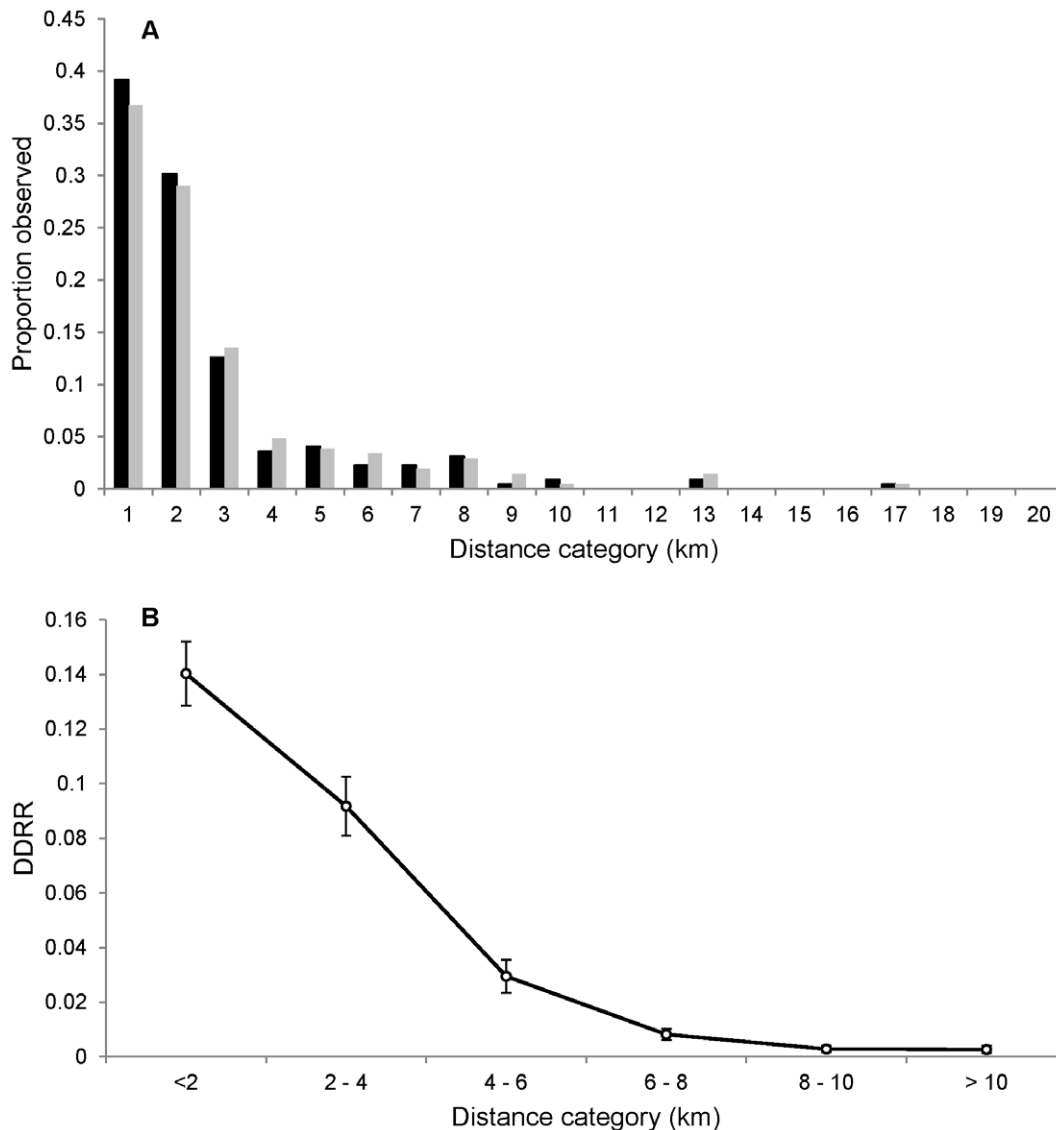 A
Proportion observed
0.45
0.4
0.35
0.3
0.25
0.2
0.15
0.1
0.05
0
1 2 3 4 5 6 7 8 9 10 11 12 13 14 15 16 17 18 19 20
Distance category (km)
B
DDRR
0.16
0.14
0.12
0.1
0.08
0.06
0.04
0.02
0
<2 2 - 4 4 - 6 6 - 8 8 - 10 > 10
Distance category (km)